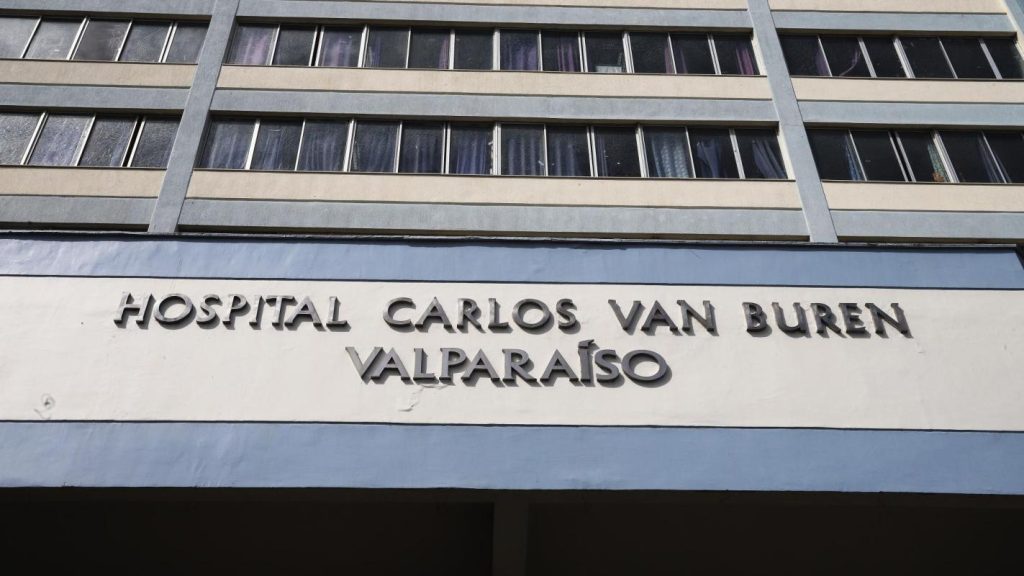 HOSPITAL CARLOS VAN BUREN
VALPARAÍSO